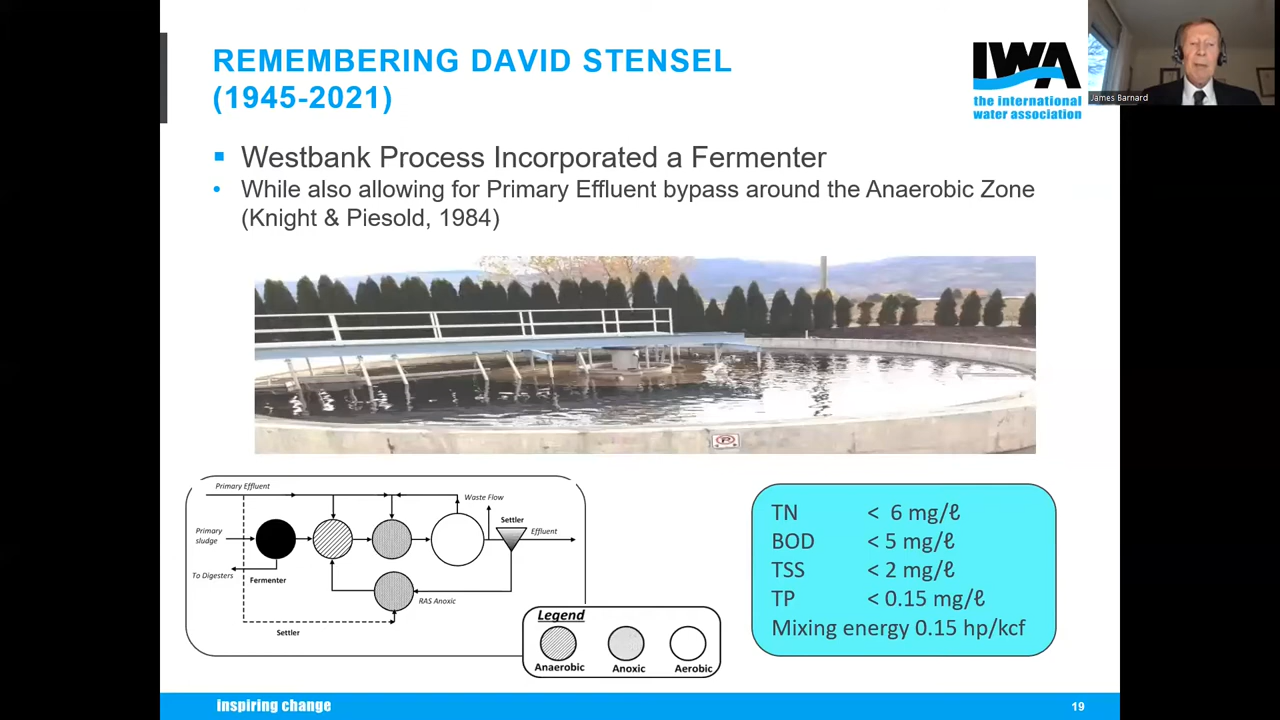 REMEMBERING DAVID STENSEL
(1945-2021)
IWA
the international
water association
James Barnard
Westbank Process Incorporated a Fermenter
While also allowing for Primary Effluent bypass around the Anaerobic Zone
(Knight & Piesold, 1984)
Primary Effluent
Waste Flow
Settler
Primary
sludge
Effluent
To Digesters
Fermenter
RAS Anoxic
Settler
Legend
Anaerobic
Anoxic
Aerobic
TN < 6 mg/ℓ
BOD < 5 mg/ℓ
TSS < 2 mg/ℓ
TP < 0.15 mg/ℓ
Mixing energy 0.15 hp/kcf
inspiring change
19